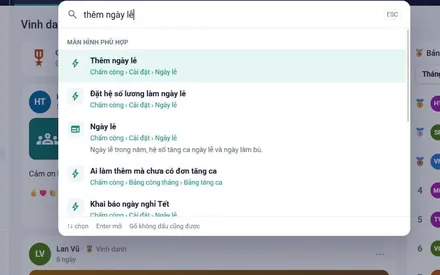 Vinh da
thêm ngày lễ
ESC
MÀN HÌNH PHÙ HỢP
Thêm ngày lễ
Chấm công › Cài đặt › Ngày lễ
Đặt hệ số lương làm ngày lễ
Chấm công › Cài đặt › Ngày lễ
Ngày lễ
Chấm công › Cài đặt › Ngày lễ
Ngày lễ trong năm, hệ số tăng ca ngày lễ và ngày làm bù.
Ai làm thêm mà chưa có đơn tăng ca
Chấm công › Bảng công tháng › Bảng tăng ca
Khai báo ngày nghỉ Tết
Chấm công › Cài đặt › Ngày lễ
↑↓ chọn Enter mở Gõ không dấu cũng được
HT
Cảm ơn
LV
Lan Vũ · Vinh danh
6 ngày
Bảng
Tháng